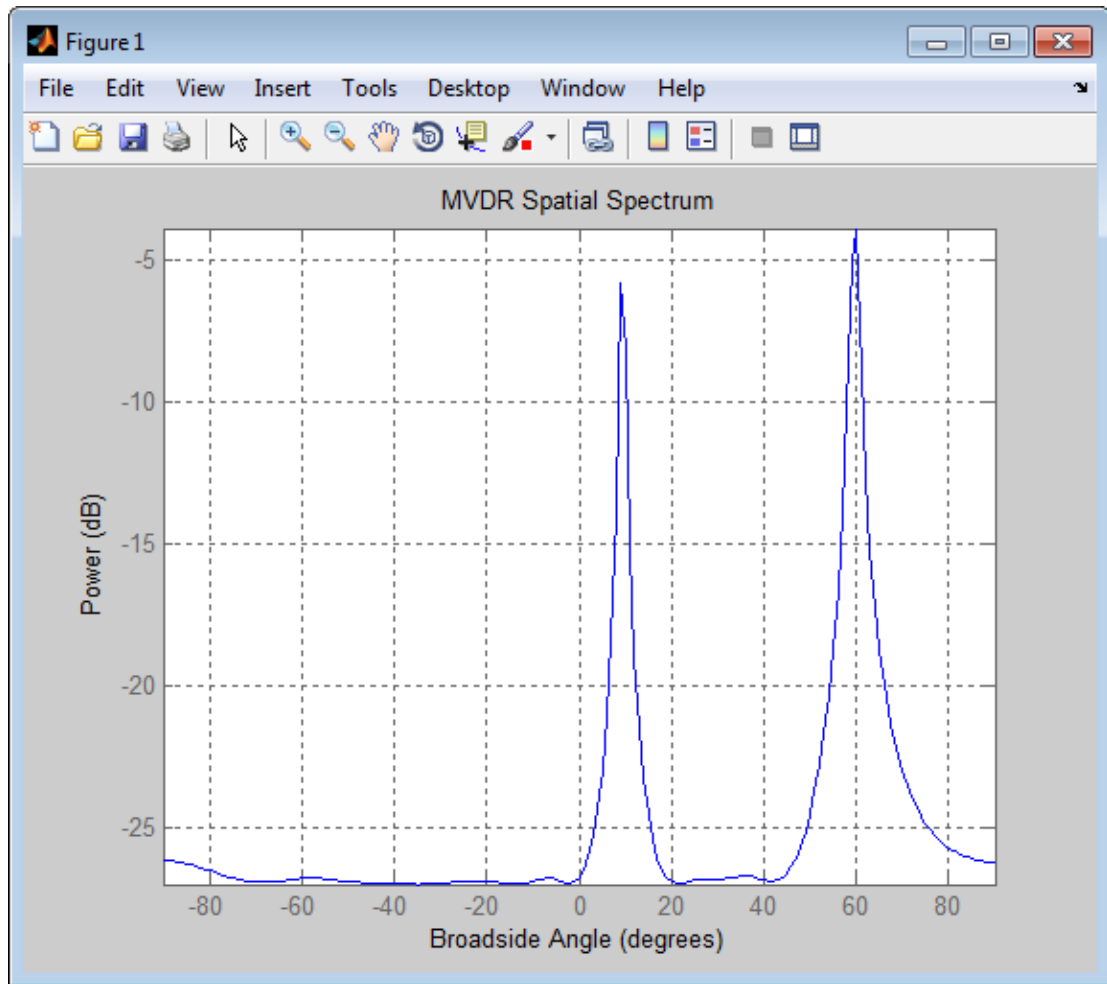 Figure 1
File Edit View Insert Tools Desktop Window Help
MVDR Spatial Spectrum
-5
-10
-15
-20
-25
Power (dB)
-80 -60 -40 -20 0 20 40 60 80
Broadside Angle (degrees)